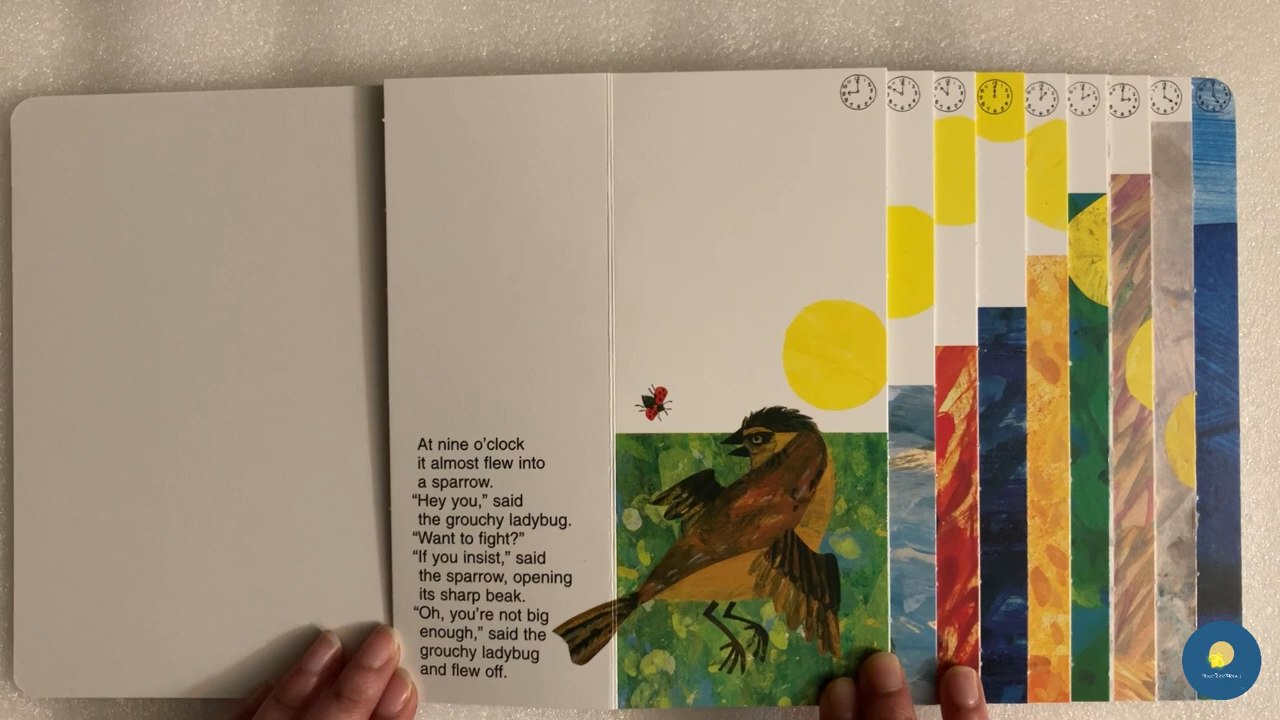 At nine o'clock
it almost flew into
a sparrow.
“Hey you,” said
the grouchy ladybug.
“Want to fight?”
“If you insist,” said
the sparrow, opening
its sharp beak.
“Oh, you're not big
enough,” said the
grouchy ladybug
and flew off.